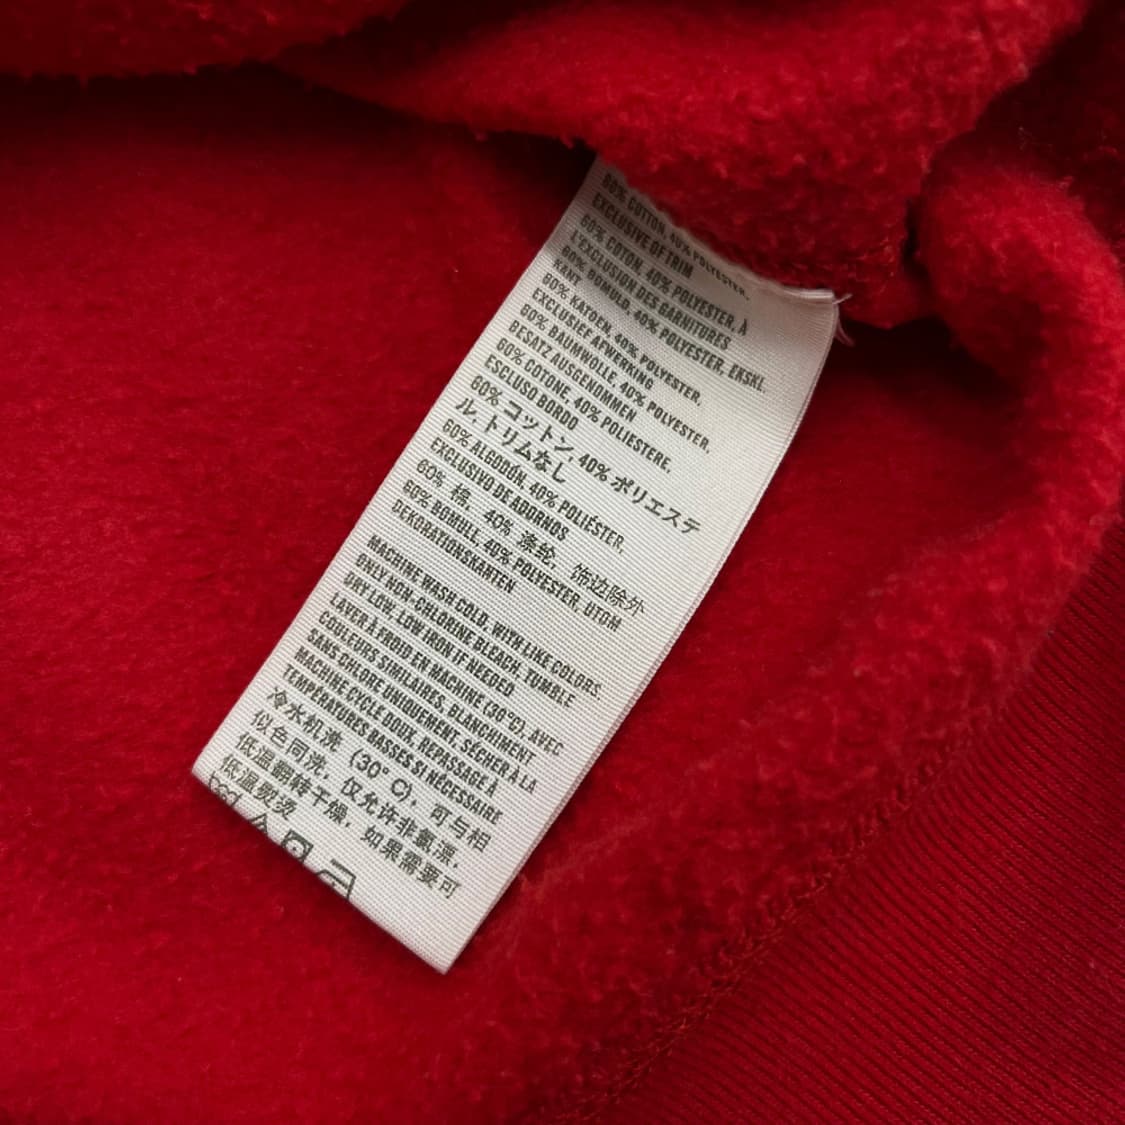 60% COTTON, 40% POLYESTER,
EXCLUSIVE OF TRIM
60% COTON, 40% POLYESTER, À
L'EXCLUSION DES GARNITURES
60% BOMULD, 40% POLYESTER, EKSKL.
KANT
60% KATOEN, 40% POLYESTER,
EXCLUSIEF AFWERKING
60% BAUMWOLLE, 40% POLYESTER,
BESATZ AUSGENOMMEN
60% COTONE, 40% POLIESTERE,
ESCLUSO BORDO
60% コットン, 40% ポリエステ
ル, トリムなし
60% ALGODÓN, 40% POLIÉSTER,
EXCLUSIVO DE ADORNOS
60% 棉, 40% 涤纶, 饰边除外
60% BOMULL, 40% POLYESTER, UTOM
DEKORATIONSKANTEN
MACHINE WASH COLD, WITH LIKE COLORS,
ONLY NON-CHLORINE BLEACH, TUMBLE
DRY LOW, LOW IRON IF NEEDED
LAVER À FROID EN MACHINE (30°C), AVEC
COULEURS SIMILAIRES, BLANCHIMENT
SANS CHLORE UNIQUEMENT, SÉCHER À LA
MACHINE CYCLE DOUX, REPASSAGE À
TEMPÉRATURES BASSES SI NÉCESSAIRE
冷水机洗 (30° C), 可与相
似色同洗, 仅允许非氯漂,
低温翻转干燥, 如果需要可
低温熨烫